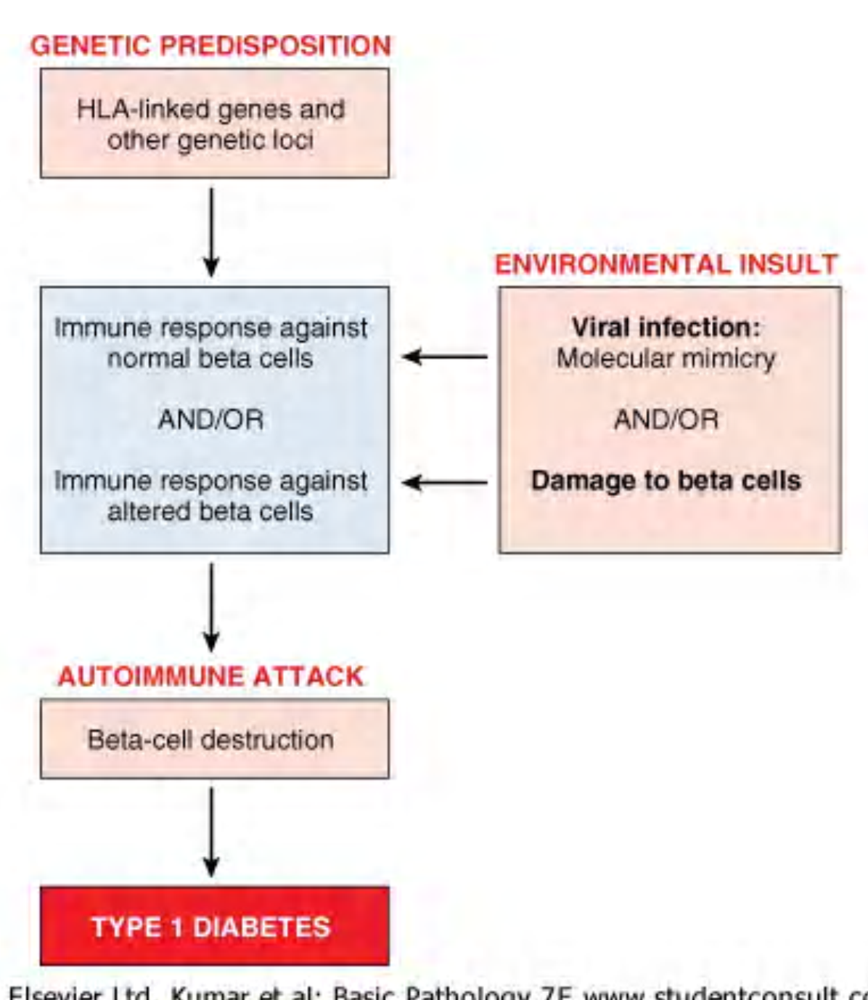 GENETIC PREDISPOSITION
HLA-linked genes and
other genetic loci
ENVIRONMENTAL INSULT
Immune response against
normal beta cells
AND/OR
Immune response against
altered beta cells
Viral infection:
Molecular mimicry
AND/OR
Damage to beta cells
AUTOIMMUNE ATTACK
Beta-cell destruction
TYPE 1 DIABETES
Elsevier Ltd. Kumar et al: Basic Pathology 7E www.studentconsult.co